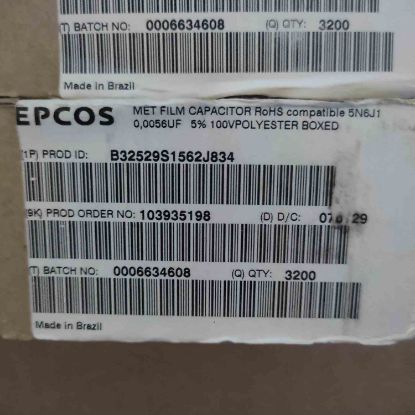 (T) BATCH NO: 0006634608 (Q) QTY: 3200
Made in Brazil
EPCOS MET FILM CAPACITOR RoHS compatible 5N6J1
0,0056UF 5% 100VPOLYESTER BOXED
(1P) PROD ID: B32529S1562J834
(9K) PROD ORDER NO: 103935198 (D) D/C: 29
(T) BATCH NO: 0006634608 (Q) QTY: 3200
Made in Brazil